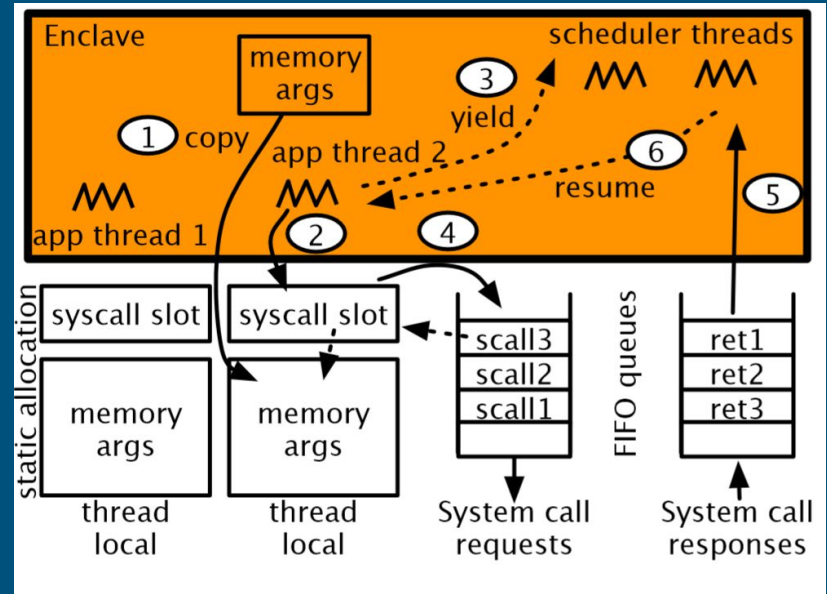 Enclave
memory
args
scheduler threads
3
yield
1
copy
app thread 2
6
resume
5
app thread 1
2
4
static allocation
syscall slot
syscall slot
memory
args
memory
args
thread
local
thread
local
scall3
scall2
scall1
System call
requests
FIFO queues
ret1
ret2
ret3
System call
responses